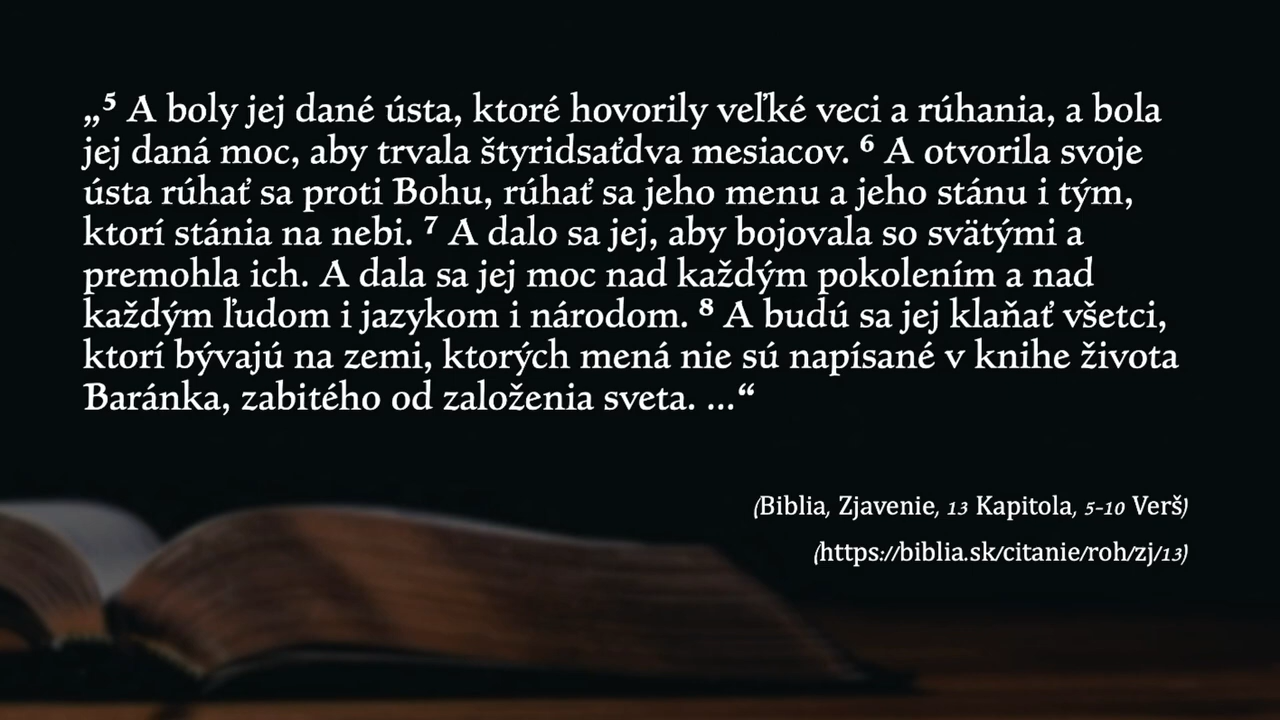 „⁵ A boly jej dané ústa, ktoré hovorily veľké veci a rúhania, a bola
jej daná moc, aby trvala štyridsaťdva mesiacov. ⁶ A otvorila svoje
ústa rúhať sa proti Bohu, rúhať sa jeho menu a jeho stánu i tým,
ktorí stánia na nebi. ⁷ A dalo sa jej, aby bojovala so svätými a
premohla ich. A dala sa jej moc nad každým pokolením a nad
každým ľudom i jazykom i národom. ⁸ A budú sa jej klaňať všetci,
ktorí bývajú na zemi, ktorých mená nie sú napísané v knihe života
Baránka, zabitého od založenia sveta. ...“
(Biblia, Zjavenie, 13 Kapitola, 5-10 Verš)
(https://biblia.sk/citanie/roh/zj/13)